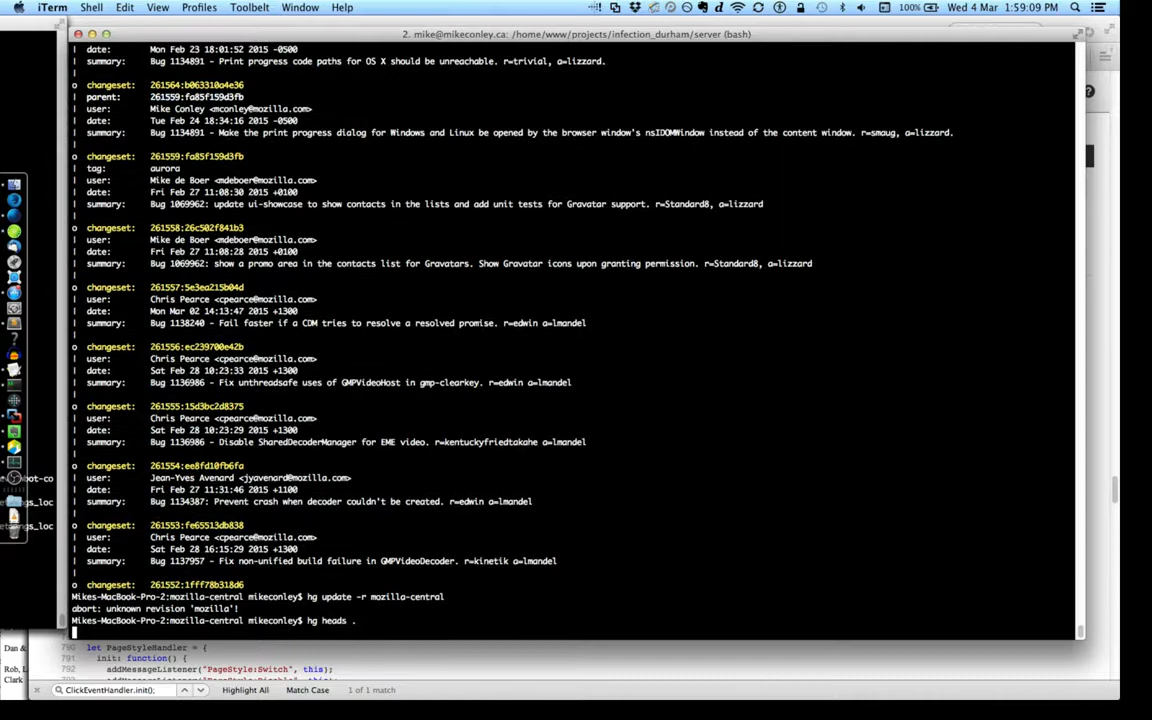 iTerm Shell Edit View Profiles Toolbelt Window Help 100% Wed 4 Mar 1:59:09 PM
2. mike@mikeconley.ca: /home/www/projects/infection_durham/server (bash)
| date: Mon Feb 23 18:01:52 2015 -0500
| summary: Bug 1134891 - Print progress code paths for OS X should be unreachable. r=trivial, a=lizzard.
|
o changeset: 261564:b063310a4e36
| parent: 261559:fa85f159d3fb
| user: Mike Conley <mconley@mozilla.com>
| date: Tue Feb 24 18:34:16 2015 -0500
| summary: Bug 1134891 - Make the print progress dialog for Windows and Linux be opened by the browser window's nsIDOMWindow instead of the content window. r=smaug, a=lizzard.
|
o changeset: 261559:fa85f159d3fb
| tag: aurora
| user: Mike de Boer <mdeboer@mozilla.com>
| date: Fri Feb 27 11:08:30 2015 +0100
| summary: Bug 1069962: update ui-showcase to show contacts in the lists and add unit tests for Gravatar support. r=Standard8, a=lizzard
|
o changeset: 261558:26c502f841b3
| user: Mike de Boer <mdeboer@mozilla.com>
| date: Fri Feb 27 11:08:28 2015 +0100
| summary: Bug 1069962: show a promo area in the contacts list for Gravatars. Show Gravatar icons upon granting permission. r=Standard8, a=lizzard
|
o changeset: 261557:5e3ea215b04d
| user: Chris Pearce <cpearce@mozilla.com>
| date: Mon Mar 02 14:13:47 2015 +1300
| summary: Bug 1138240 - Fail faster if a CDM tries to resolve a resolved promise. r=edwin a=lmandel
|
o changeset: 261556:ec239700e42b
| user: Chris Pearce <cpearce@mozilla.com>
| date: Sat Feb 28 10:23:33 2015 +1300
| summary: Bug 1136986 - Fix unthreadsafe uses of GMPVideoHost in gmp-clearkey. r=edwin a=lmandel
|
o changeset: 261555:15d3bc2d8375
| user: Chris Pearce <cpearce@mozilla.com>
| date: Sat Feb 28 10:23:29 2015 +1300
| summary: Bug 1136986 - Disable SharedDecoderManager for EME video. r=kentuckyfriedtakahe a=lmandel
|
o changeset: 261554:ee8fd10fb6fa
| user: Jean-Yves Avenard <jyavenard@mozilla.com>
| date: Fri Feb 27 11:31:46 2015 +1100
| summary: Bug 1134387: Prevent crash when decoder couldn't be created. r=edwin a=lmandel
|
o changeset: 261553:fe65513db838
| user: Chris Pearce <cpearce@mozilla.com>
| date: Sat Feb 28 16:15:29 2015 +1300
| summary: Bug 1137957 - Fix non-unified build failure in GMPVideoDecoder. r=kinetik a=lmandel
|
o changeset: 261552:1fff78b318d6
Mikes-MacBook-Pro-2:mozilla-central mikeconley$ hg update -r mozilla-central
abort: unknown revision 'mozilla'!
Mikes-MacBook-Pro-2:mozilla-central mikeconley$ hg heads .
Dan &
Rob, L
Clark
790 let PageStyleHandler = {
791 init: function() {
792 addMessageListener("PageStyle:Switch", this);
ClickEventHandler.init(); Highlight All Match Case 1 of 1 match